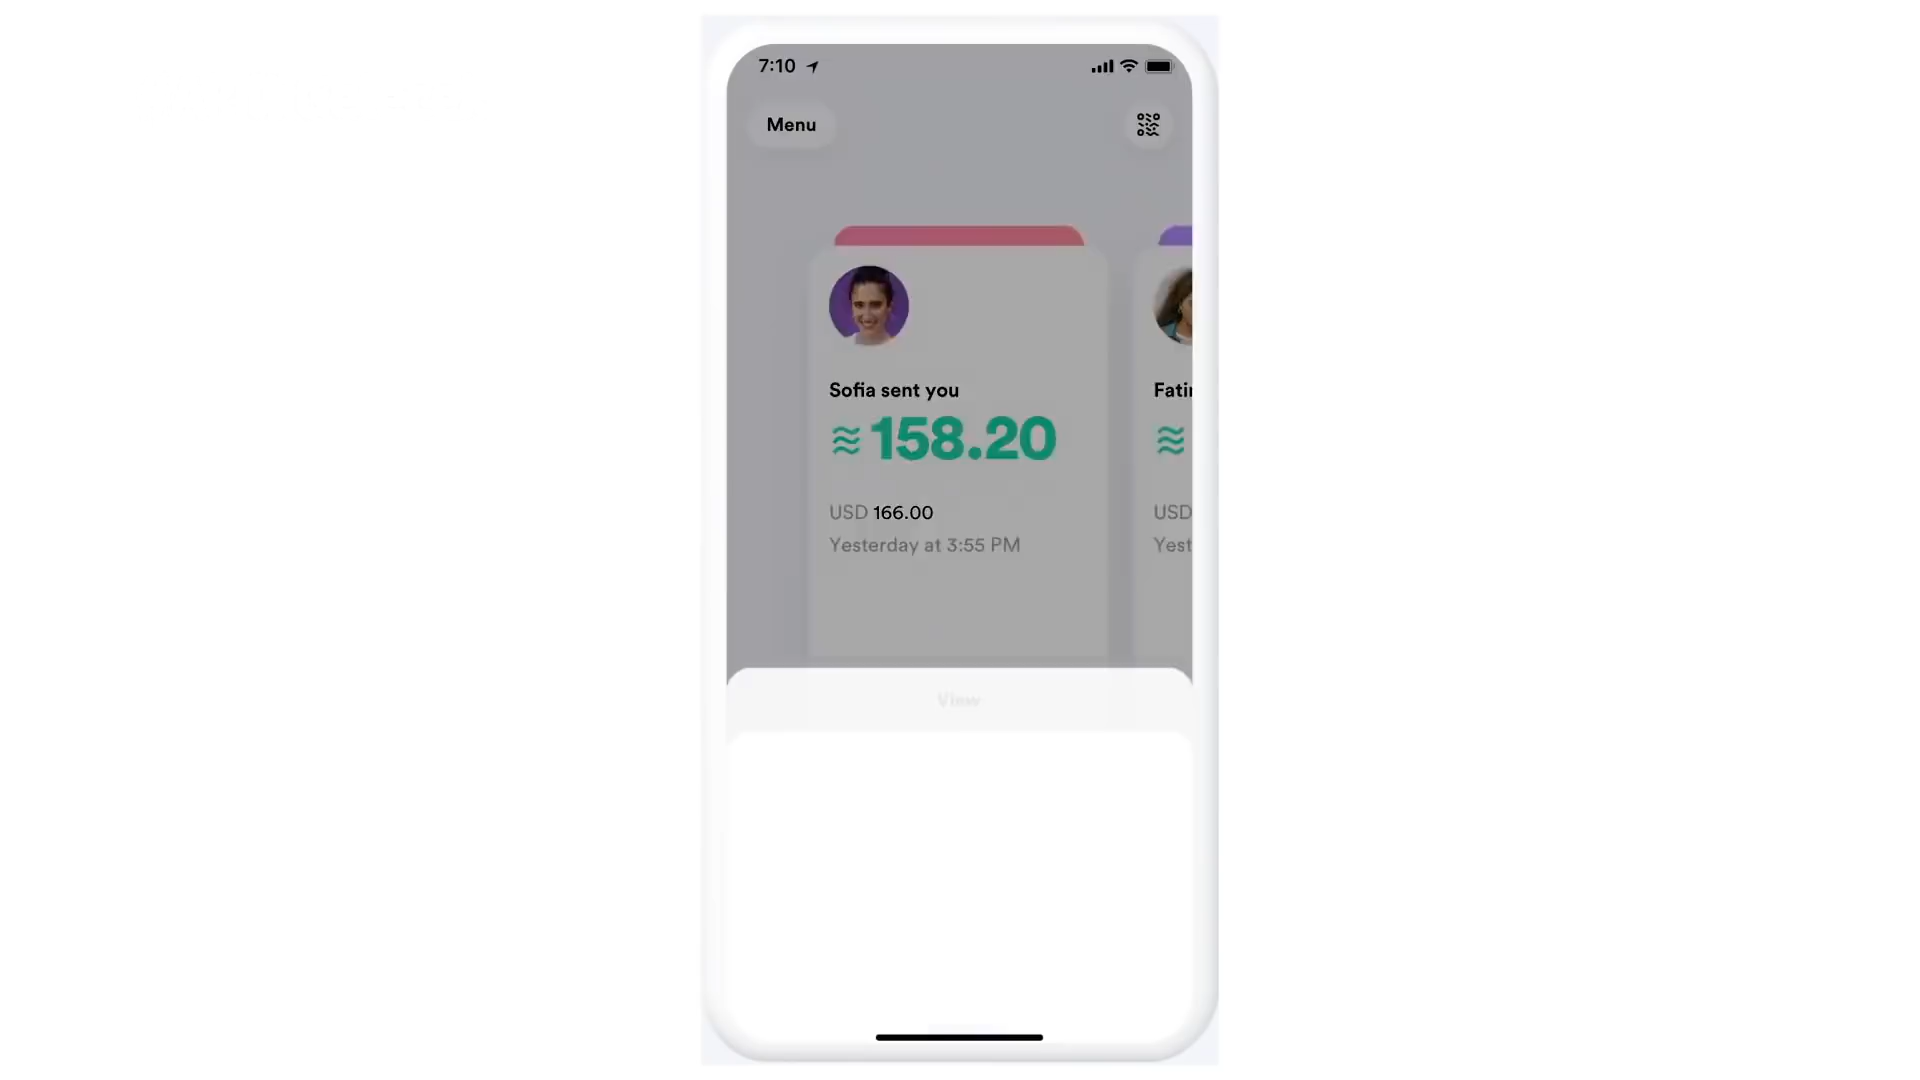 7:10
Menu
Sofia sent you
Fati
≋158.20
≋
USD 166.00
USD
Yesterday at 3:55 PM
Yest
View